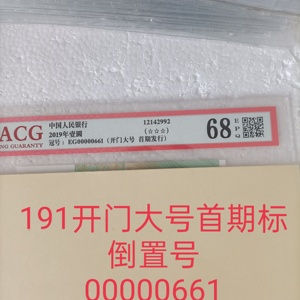 ACG
NG GUARANTY
中国人民银行
2019年壹圆
冠号：EG00000661（开门大号 首期发行）
12142992
(☆☆☆)
68
EPQ
191开门大号首期标
倒置号
00000661